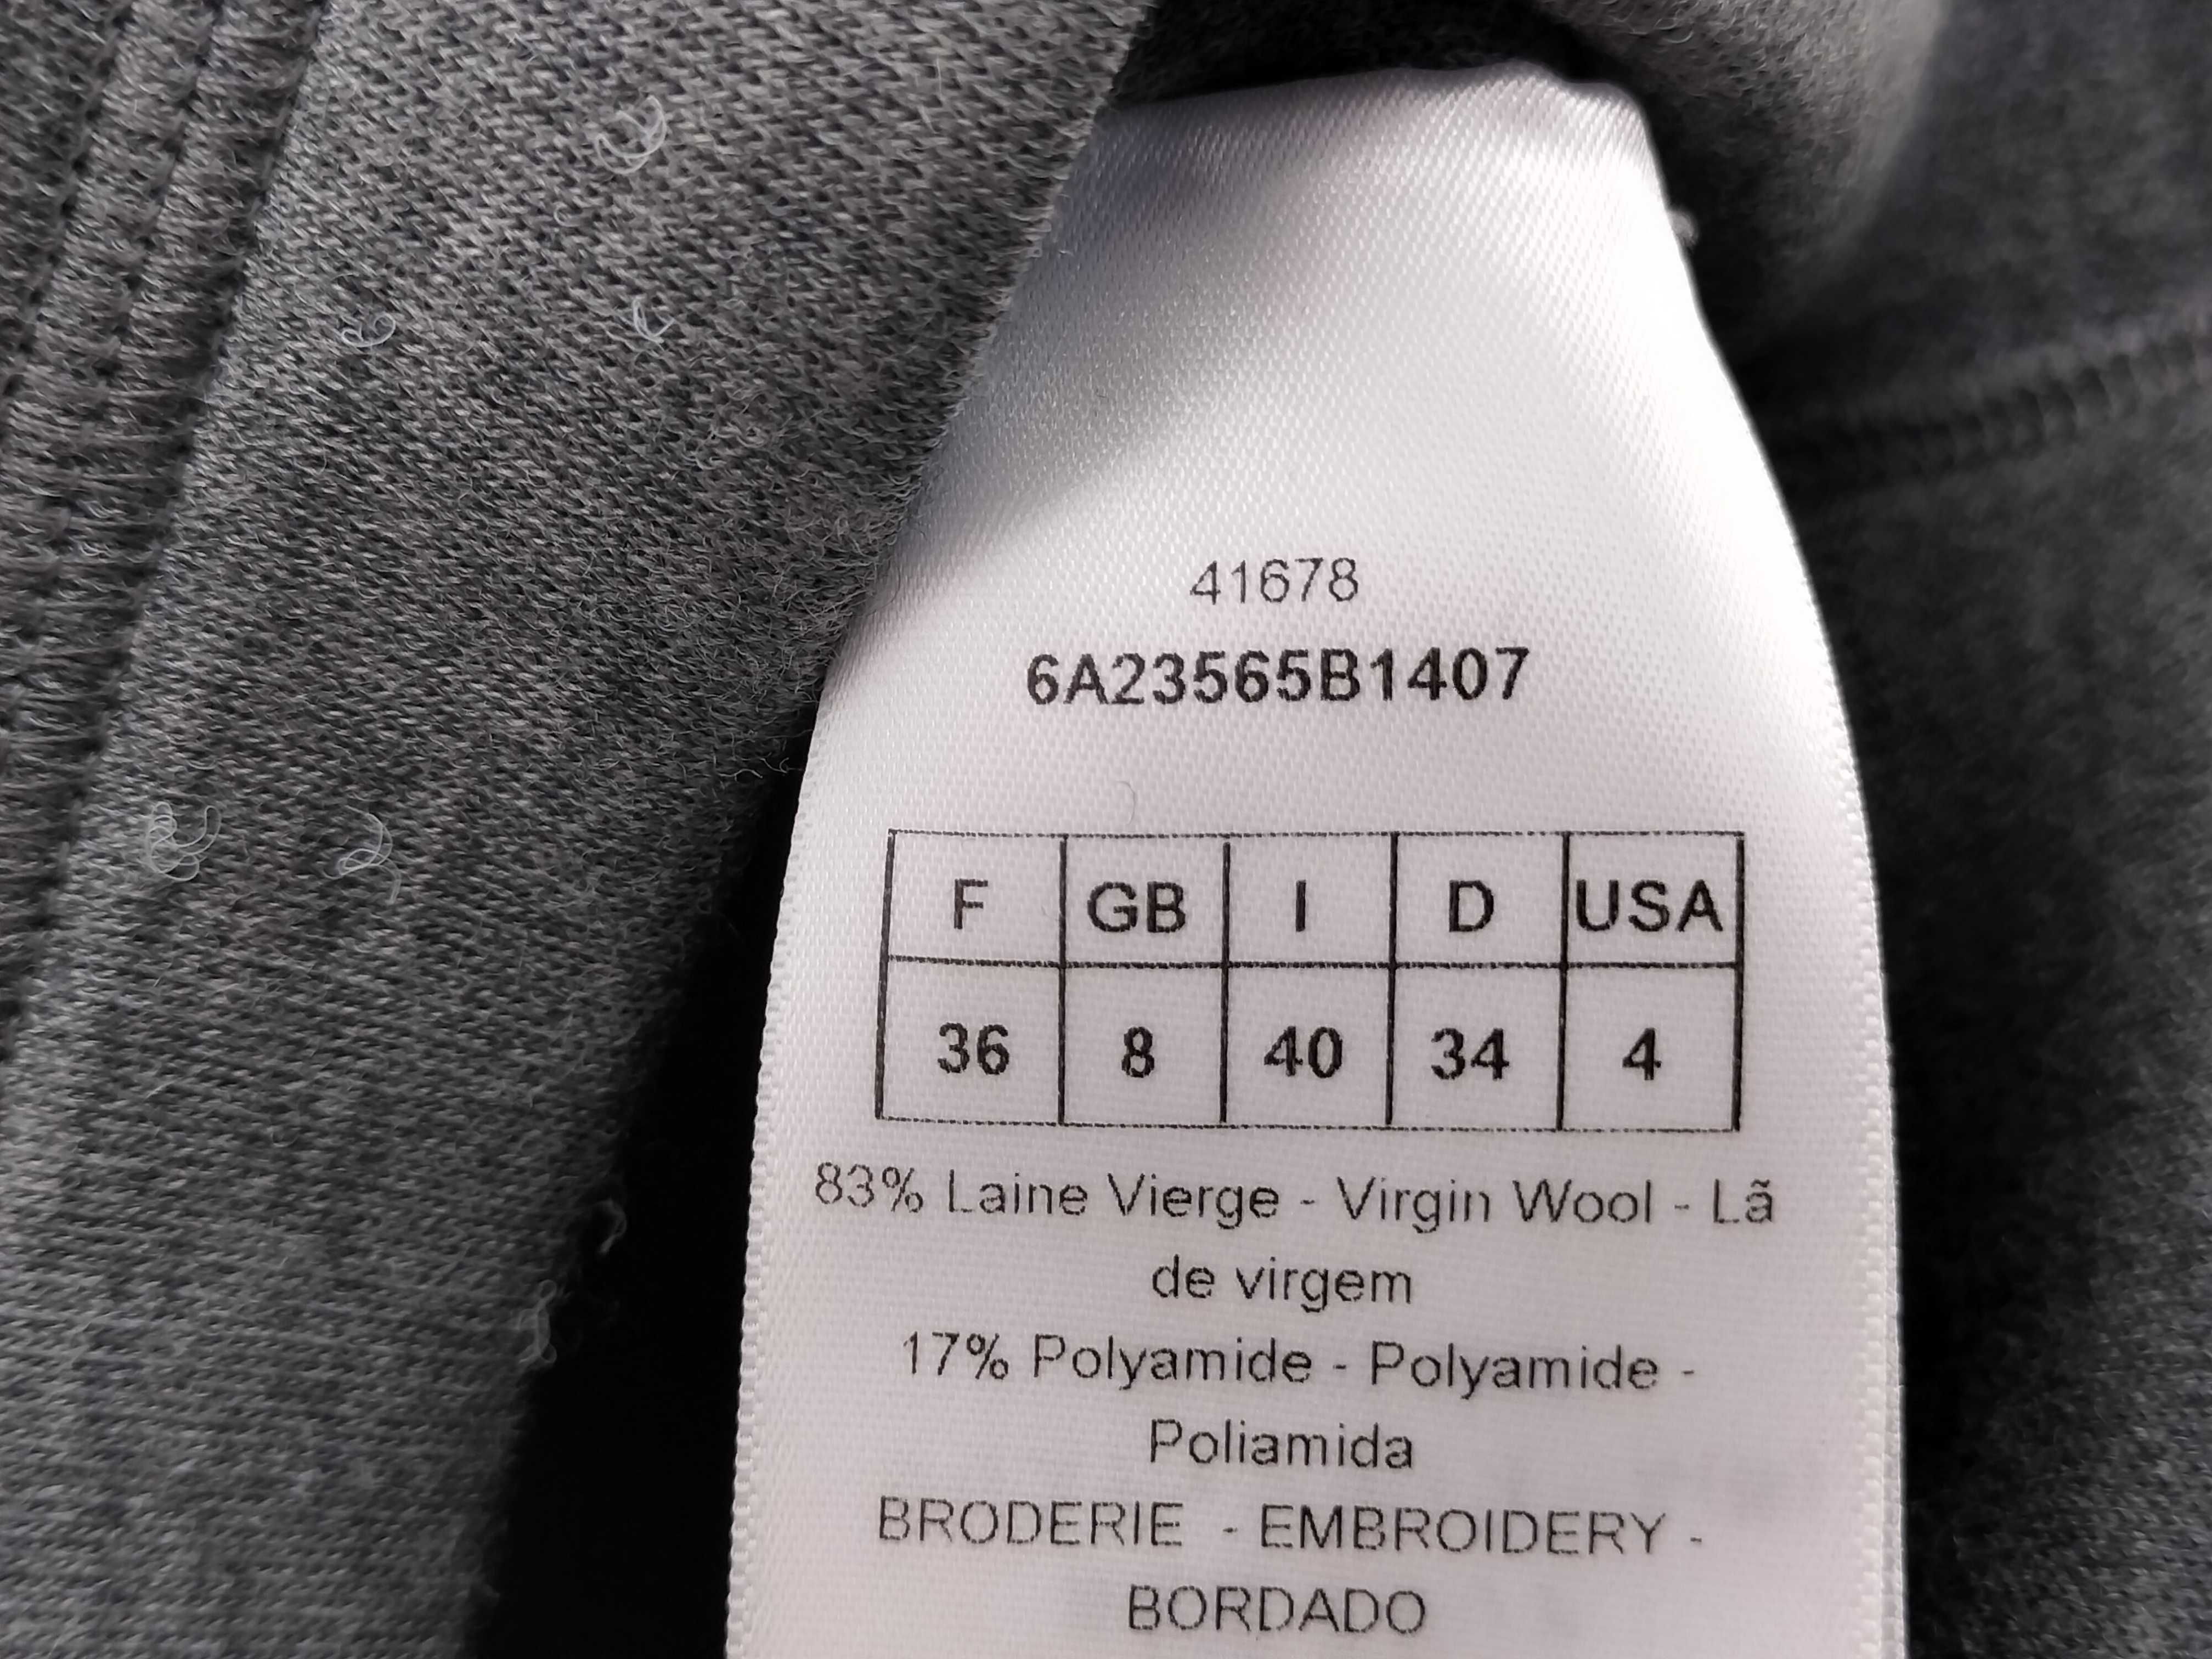 41678
6A23565B1407
F GB I D USA
36 8 40 34 4
83% Laine Vierge - Virgin Wool - Lã
de virgem
17% Polyamide - Polyamide -
Poliamida
BRODERIE - EMBROIDERY -
BORDADO